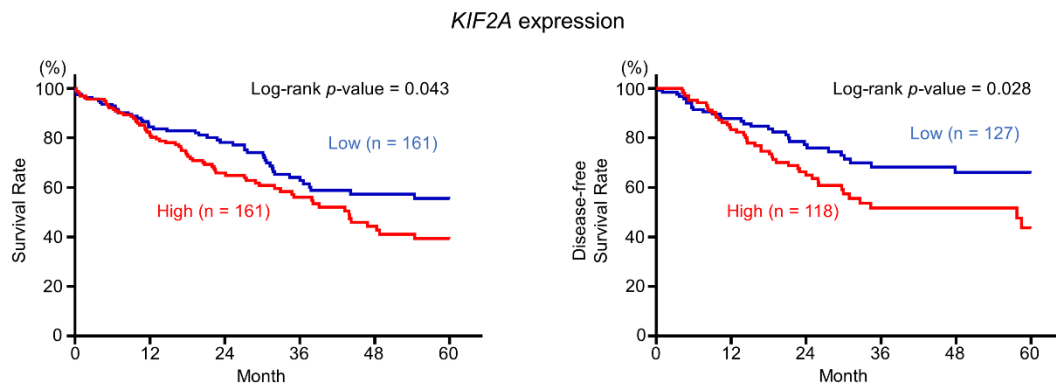 KIF2A expression
(%)
100
80
60
40
20
0
Survival Rate
Log-rank p-value = 0.043
Low (n = 161)
High (n = 161)
0 12 24 36 48 60
Month
(%)
100
80
60
40
20
0
Disease-free
Survival Rate
Log-rank p-value = 0.028
Low (n = 127)
High (n = 118)
0 12 24 36 48 60
Month